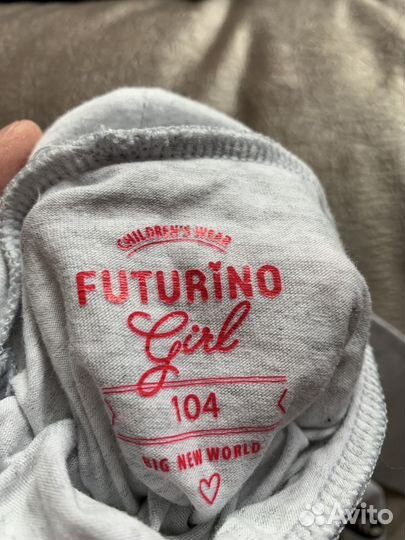 CHILDREN'S WEAR
FUTURINO
Girl
104
BIG NEW WORLD
Avito